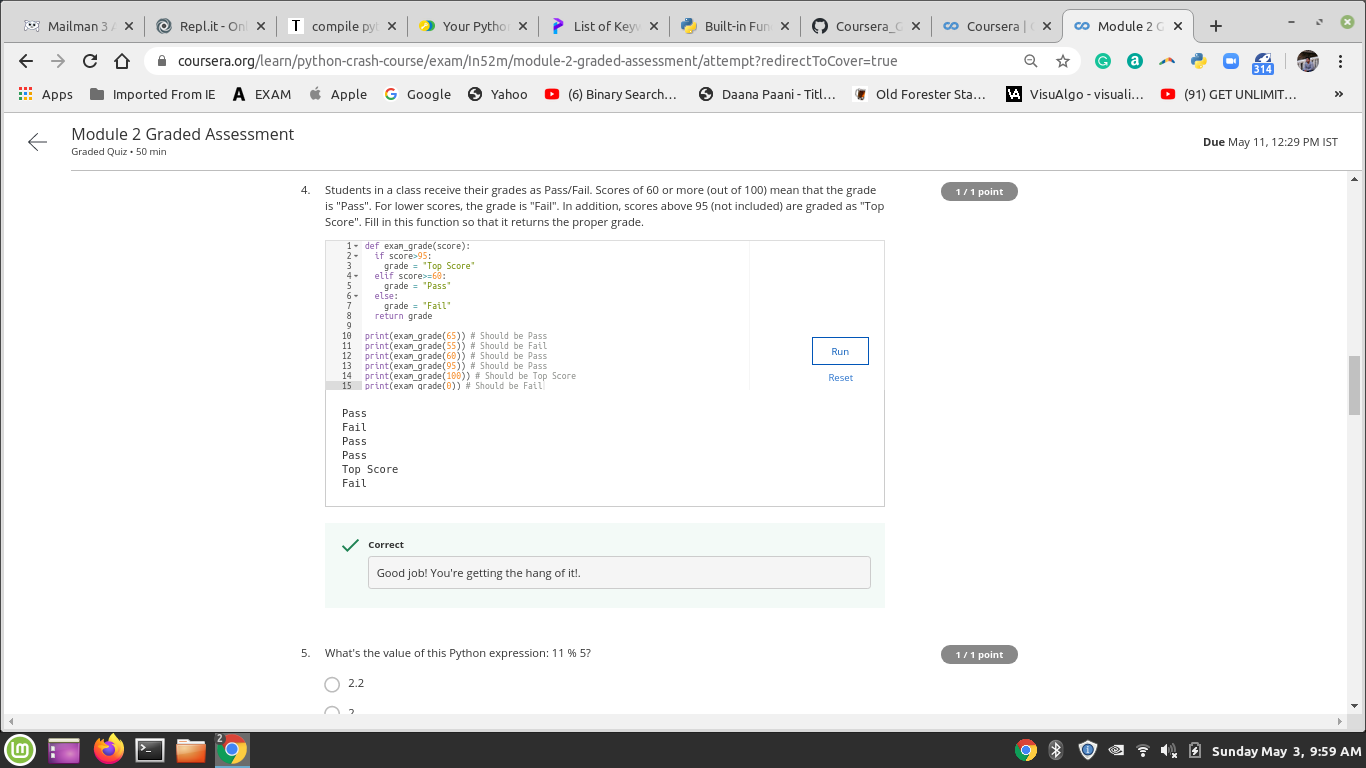 Mailman 3 A
Repl.it - Onl
T compile pyt
Your Python
List of Keyw
Built-in Fun
Coursera_G
Coursera | O
Module 2 G
coursera.org/learn/python-crash-course/exam/In52m/module-2-graded-assessment/attempt?redirectToCover=true
314
Apps Imported From IE EXAM Apple Google Yahoo (6) Binary Search... Daana Paani - Titl... Old Forester Sta... VisuAlgo - visuali... (91) GET UNLIMIT... »
Module 2 Graded Assessment
Graded Quiz • 50 min
Due May 11, 12:29 PM IST
4. Students in a class receive their grades as Pass/Fail. Scores of 60 or more (out of 100) mean that the grade
is "Pass". For lower scores, the grade is "Fail". In addition, scores above 95 (not included) are graded as "Top
Score". Fill in this function so that it returns the proper grade.
1 / 1 point
1 def exam_grade(score):
2 if score>95:
3 grade = "Top Score"
4 elif score>=60:
5 grade = "Pass"
6 else:
7 grade = "Fail"
8 return grade
9
10 print(exam_grade(65)) # Should be Pass
11 print(exam_grade(55)) # Should be Fail
12 print(exam_grade(60)) # Should be Pass
13 print(exam_grade(95)) # Should be Pass
14 print(exam_grade(100)) # Should be Top Score
15 print(exam_grade(0)) # Should be Fail
Run
Reset
Pass
Fail
Pass
Pass
Top Score
Fail
Correct
Good job! You're getting the hang of it!.
5. What's the value of this Python expression: 11 % 5?
1 / 1 point
2.2
2
2
Sunday May 3, 9:59 AM